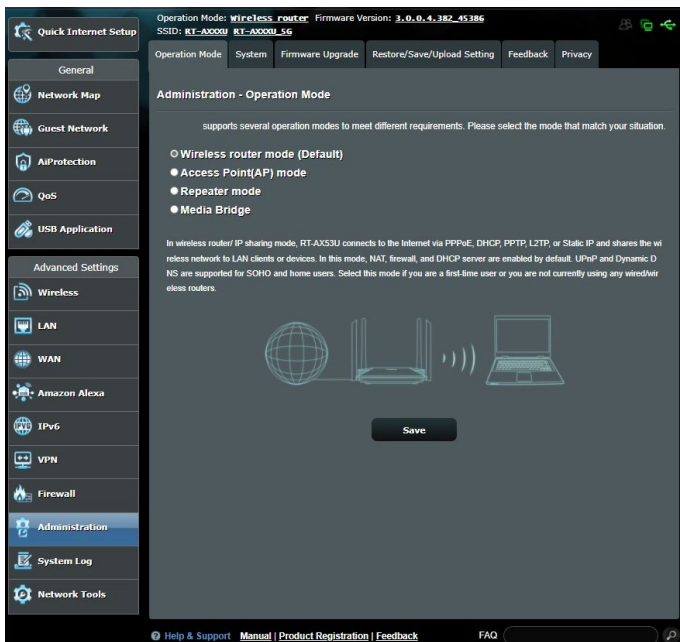 Quick Internet Setup
General
Network Map
Guest Network
AiProtection
QoS
USB Application
Advanced Settings
Wireless
LAN
WAN
Amazon Alexa
IPv6
VPN
Firewall
Administration
System Log
Network Tools
Operation Mode: Wireless router Firmware Version: 3.0.0.4.382_45386
SSID: RT-AXXXU RT-AXXXU_5G
Operation Mode System Firmware Upgrade Restore/Save/Upload Setting Feedback Privacy
Administration - Operation Mode
supports several operation modes to meet different requirements. Please select the mode that match your situation.
Wireless router mode (Default)
Access Point(AP) mode
Repeater mode
Media Bridge
In wireless router/ IP sharing mode, RT-AX53U connects to the Internet via PPPoE, DHCP, PPTP, L2TP, or Static IP and shares the wi
reless network to LAN clients or devices. In this mode, NAT, firewall, and DHCP server are enabled by default. UPnP and Dynamic D
NS are supported for SOHO and home users. Select this mode if you are a first-time user or you are not currently using any wired/wir
eless routers.
Save
Help & Support Manual | Product Registration | Feedback FAQ